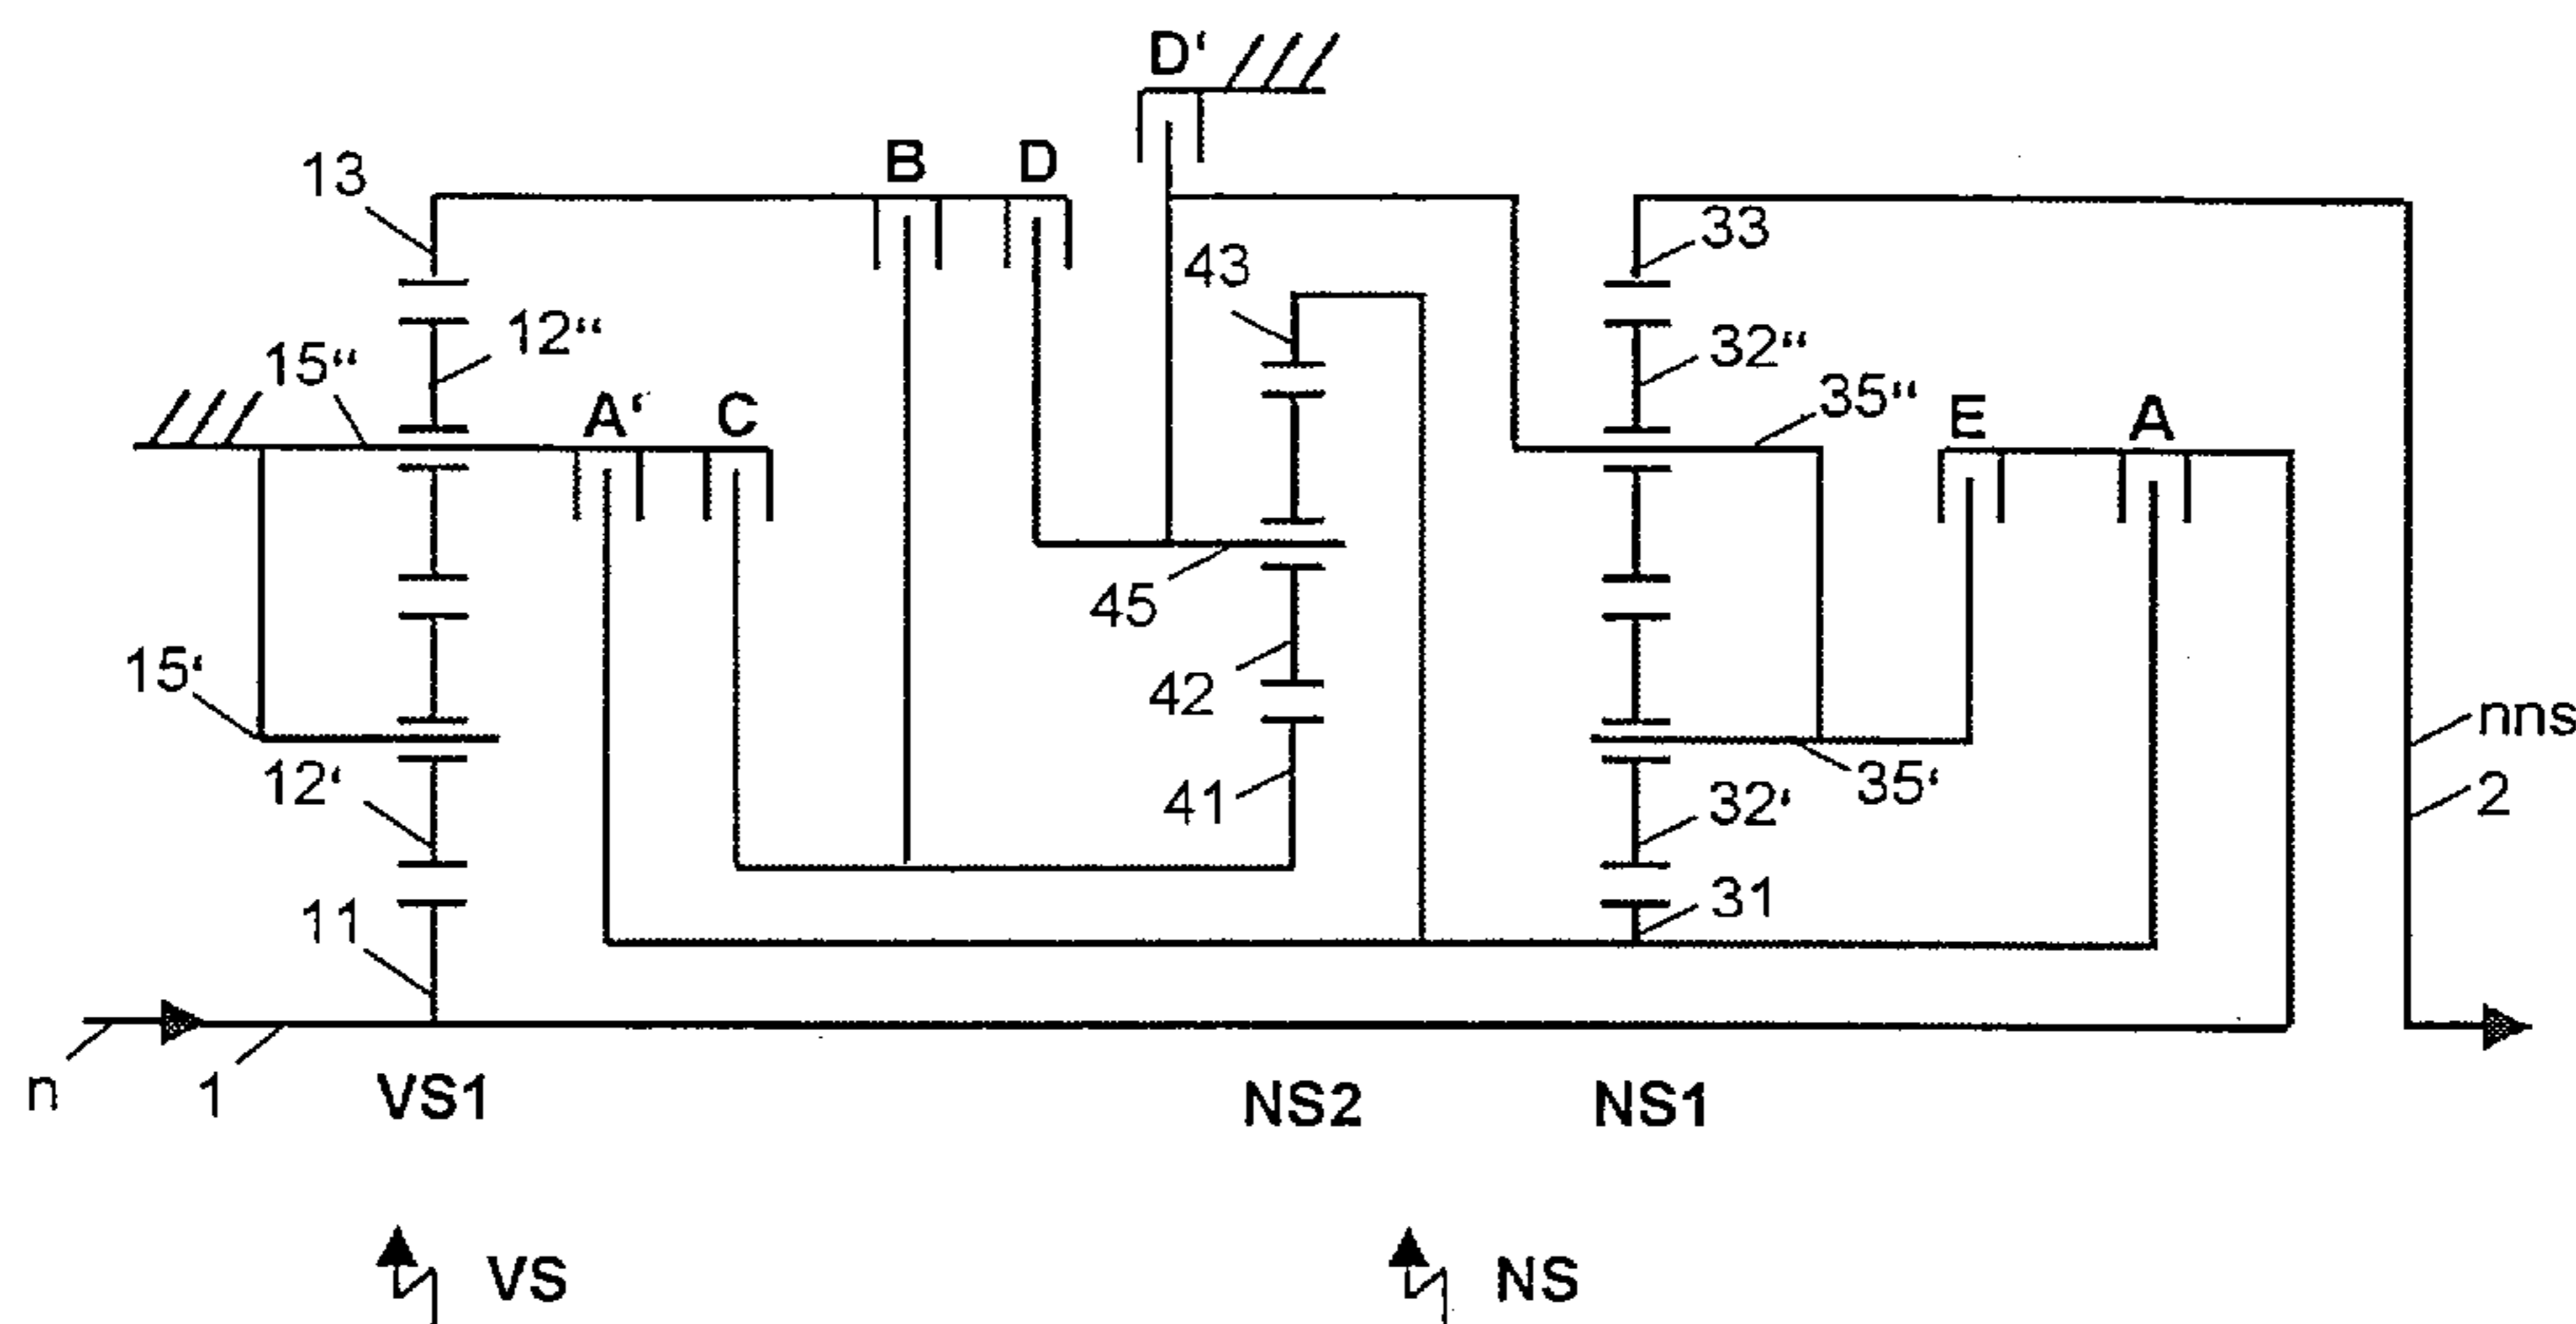 D‘
B D
13
33
43
12“
32“
15“
35“
A‘ C
E A
45
15‘
42
nns
12‘
35‘
41
32‘
2
11
31
n 1 VS1 NS2 NS1
VS NS